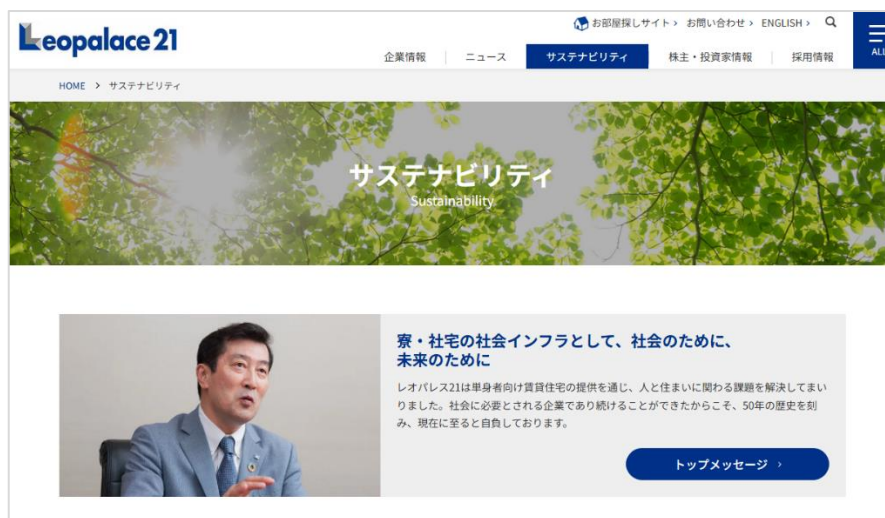 Leopalace21
お部屋探しサイト › お問い合わせ › ENGLISH ›
企業情報 ニュース サステナビリティ 株主・投資家情報 採用情報
HOME > サステナビリティ
サステナビリティ
Sustainability
寮・社宅の社会インフラとして、社会のために、
未来のために
レオパレス21は単身者向け賃貸住宅の提供を通じ、人と住まいに関わる課題を解決してまい
りました。社会に必要とされる企業であり続けることができたからこそ、50年の歴史を刻
み、現在に至ると自負しております。
トップメッセージ ›